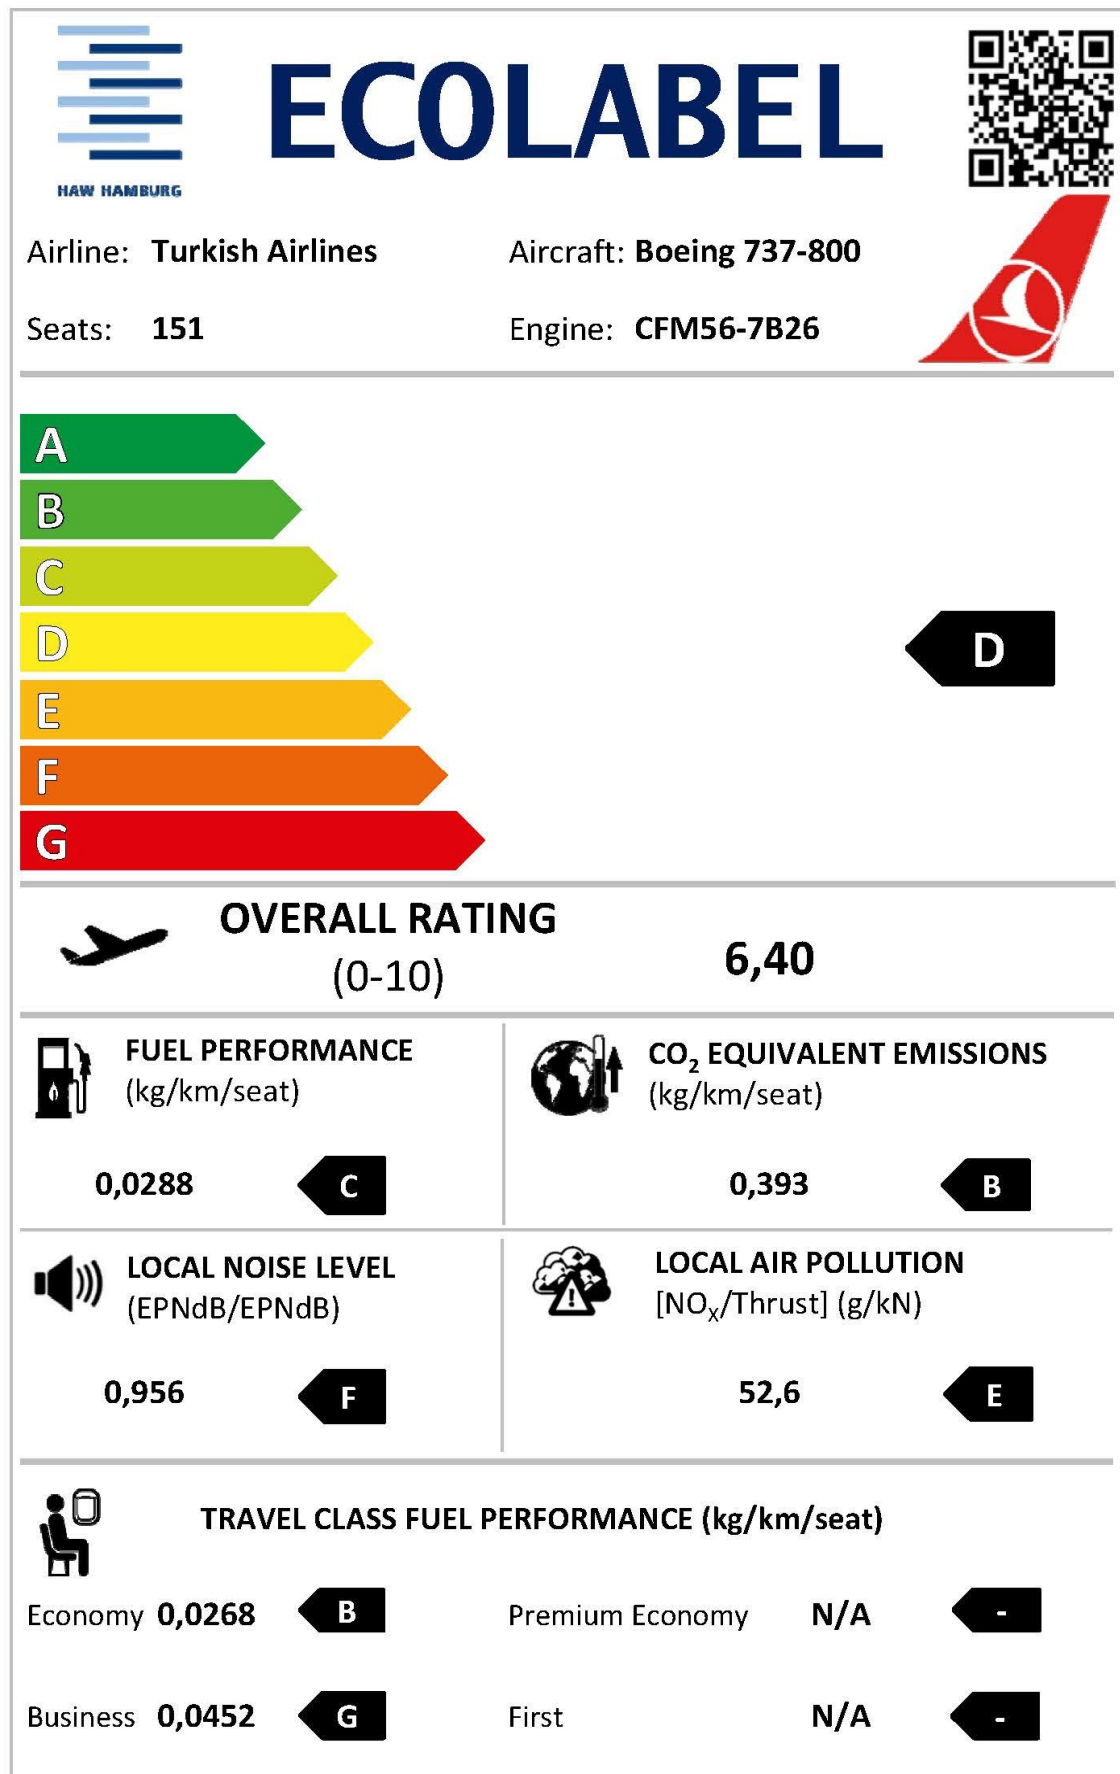 HAW HAMBURG
ECOLABEL
Airline: Turkish Airlines
Aircraft: Boeing 737-800
Seats: 151
Engine: CFM56-7B26
A
B
C
D
D
E
F
G
OVERALL RATING
(0-10)
6,40
FUEL PERFORMANCE
(kg/km/seat)
0,0288 C
CO₂ EQUIVALENT EMISSIONS
(kg/km/seat)
0,393 B
LOCAL NOISE LEVEL
(EPNdB/EPNdB)
0,956 F
LOCAL AIR POLLUTION
[NOₓ/Thrust] (g/kN)
52,6 E
TRAVEL CLASS FUEL PERFORMANCE (kg/km/seat)
Economy 0,0268 B
Premium Economy N/A -
Business 0,0452 G
First N/A -